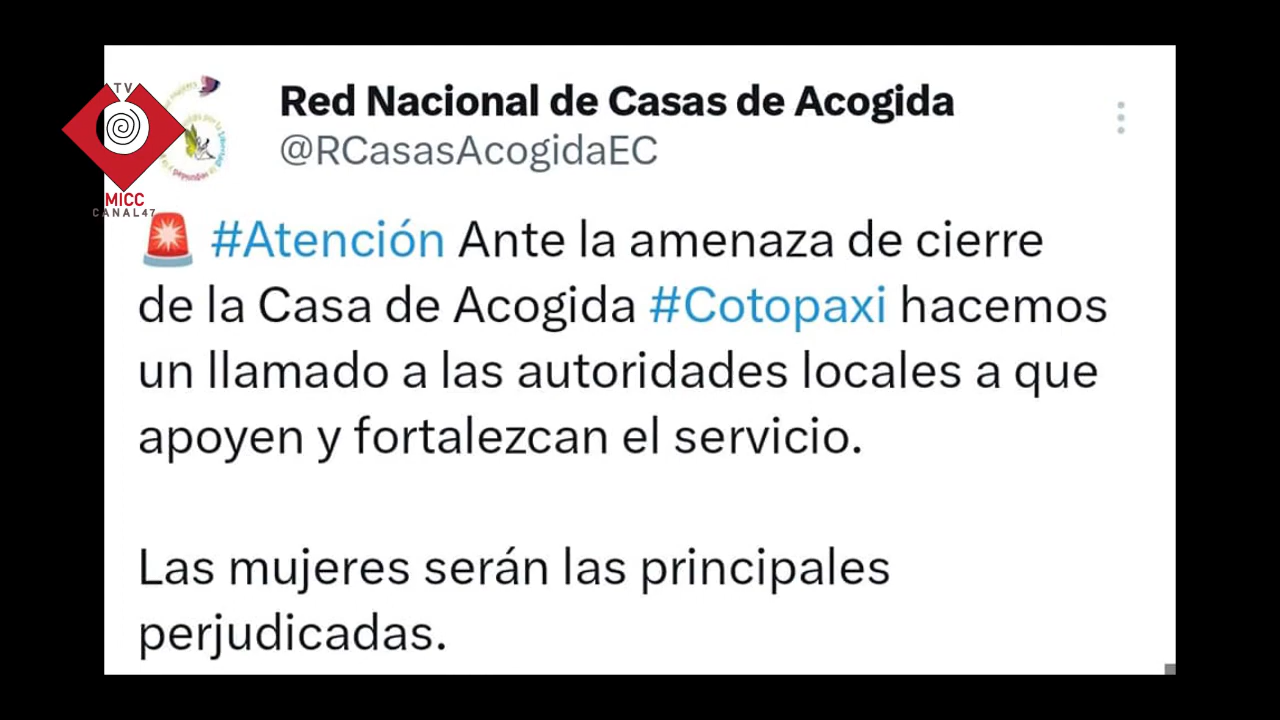 TV
MICC
CANAL47
Red Nacional de Casas de Acogida
@RCasasAcogidaEC
#Atención Ante la amenaza de cierre
de la Casa de Acogida #Cotopaxi hacemos
un llamado a las autoridades locales a que
apoyen y fortalezcan el servicio.
Las mujeres serán las principales
perjudicadas.